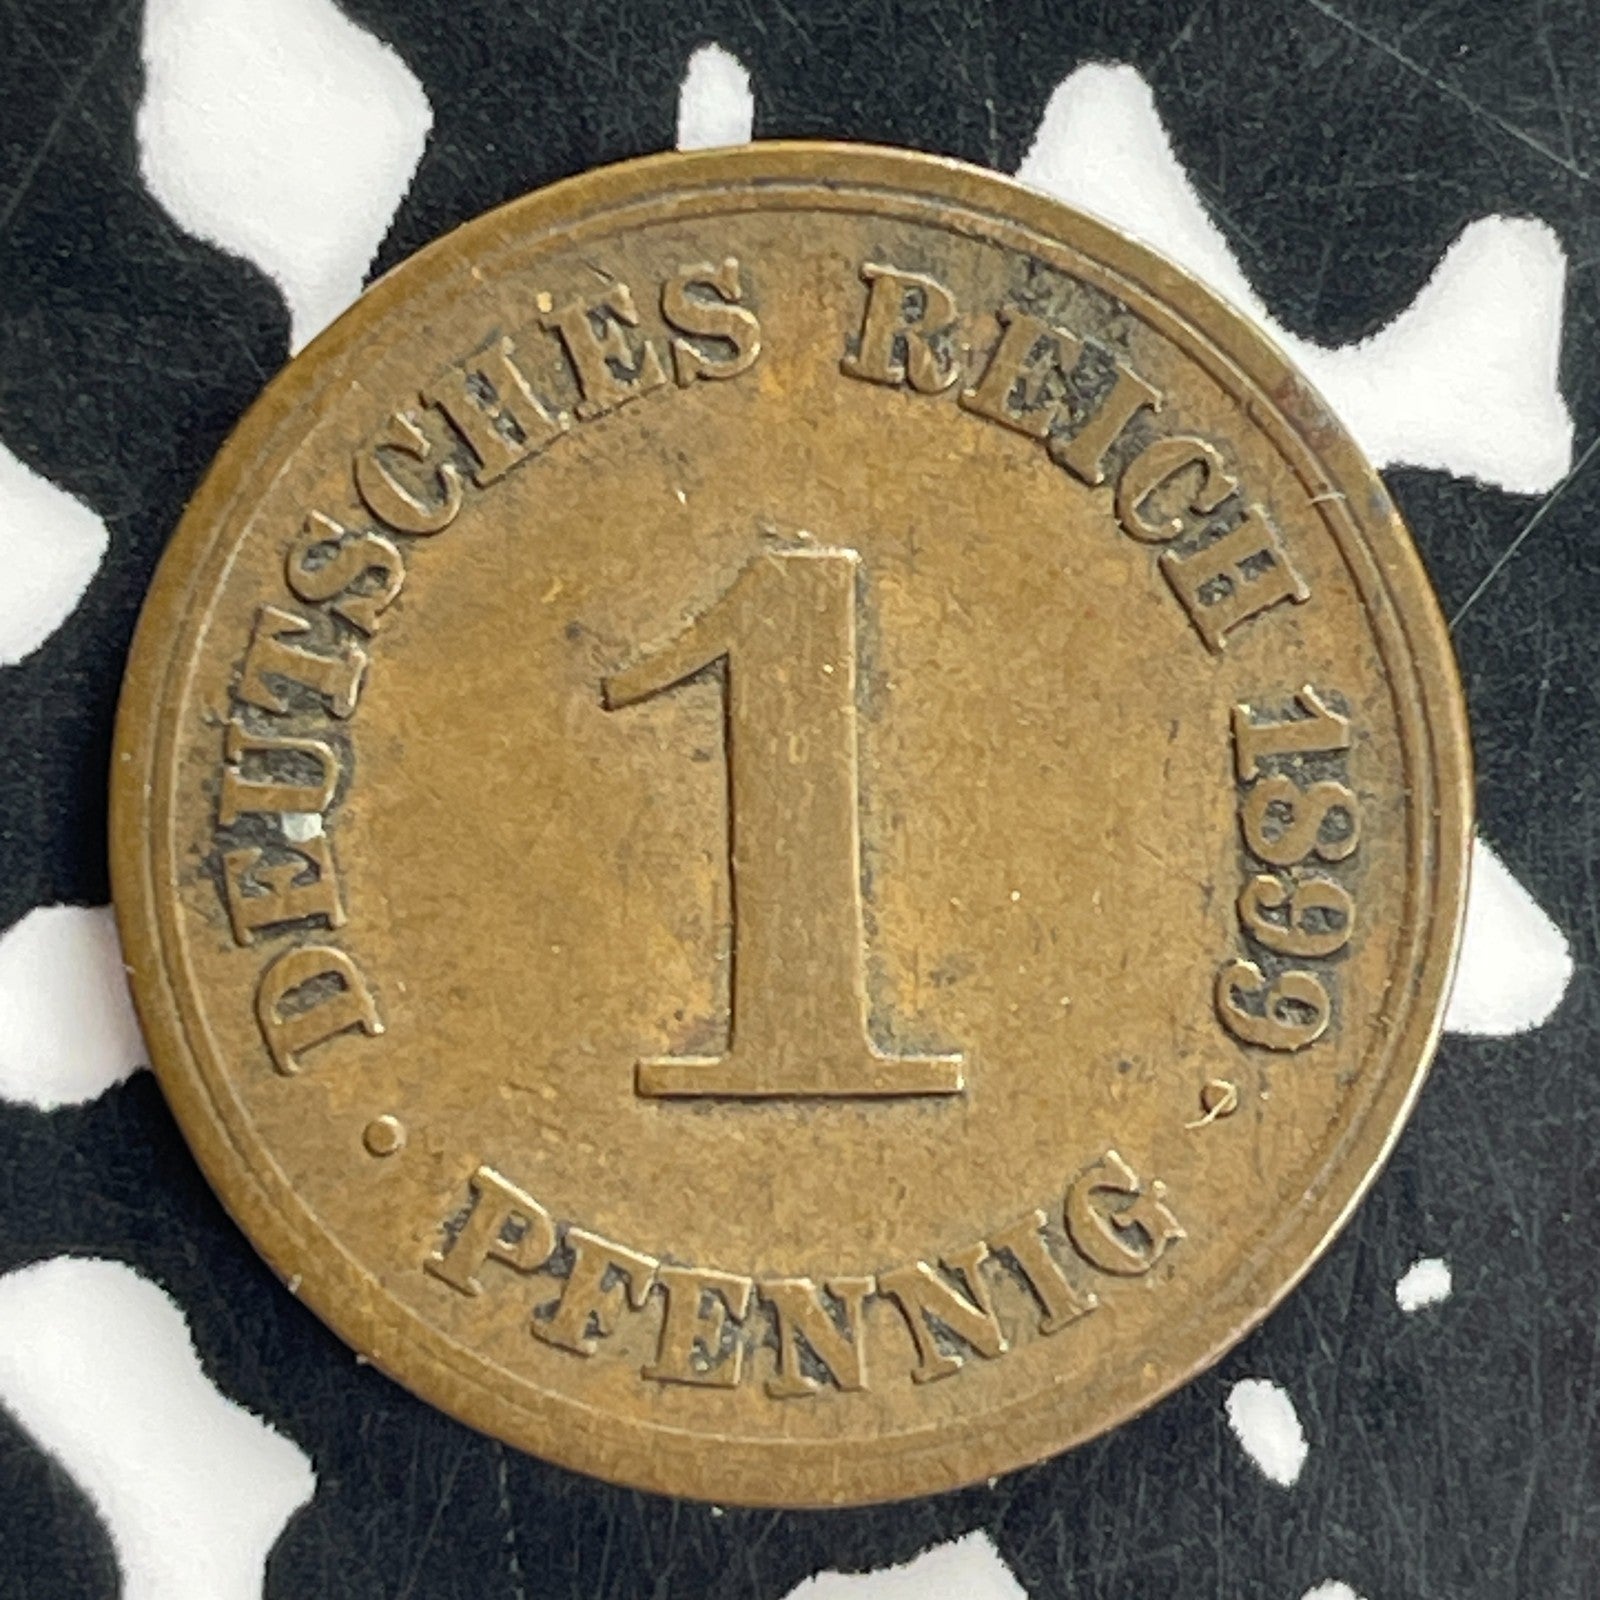 DEUTSCHES REICH 1899
1
· PFENNIG ·